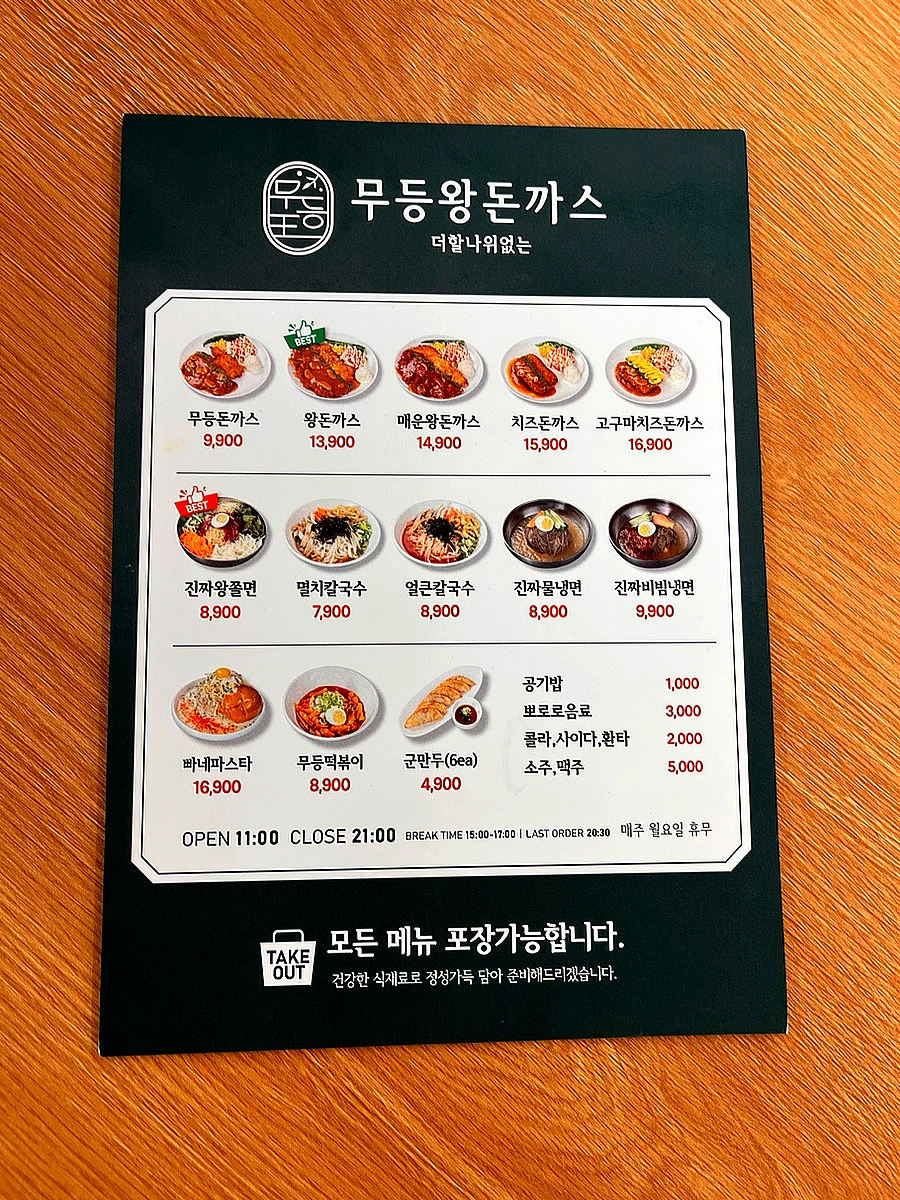 무등왕돈까스
더할나위없는
BEST
무등돈까스 왕돈까스 매운왕돈까스 치즈돈까스 고구마치즈돈까스
9,900 13,900 14,900 15,900 16,900
BEST
진짜왕쫄면 멸치칼국수 얼큰칼국수 진짜물냉면 진짜비빔냉면
8,900 7,900 8,900 8,900 9,900
공기밥 1,000
뽀로로음료 3,000
콜라,사이다,환타 2,000
소주,맥주 5,000
빠네파스타 무등떡볶이 군만두(6ea)
16,900 8,900 4,900
OPEN 11:00 CLOSE 21:00 BREAK TIME 15:00-17:00 | LAST ORDER 20:30 매주 월요일 휴무
TAKE OUT
모든 메뉴 포장가능합니다.
건강한 식재료로 정성가득 담아 준비해드리겠습니다.